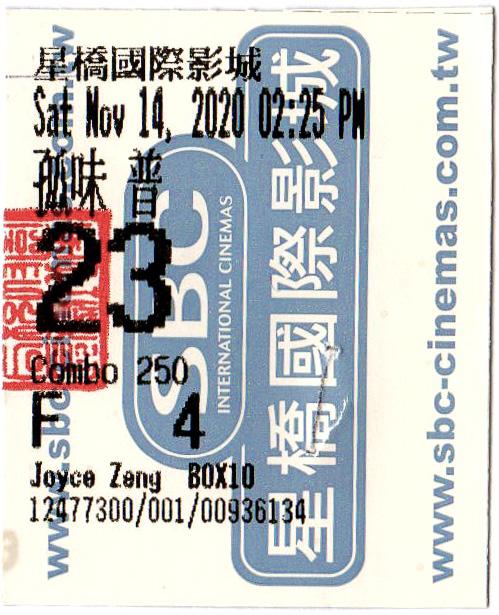 星橋國際影城
Sat Nov 14, 2020 02:25 PM
孤味 普
23
Combo 250
F 4
Joyce Zeng BOX10
12477300/001/00936134
SBC
INTERNATIONAL CINEMAS
星橋國際影城
www.sbc-cinemas.com.tw